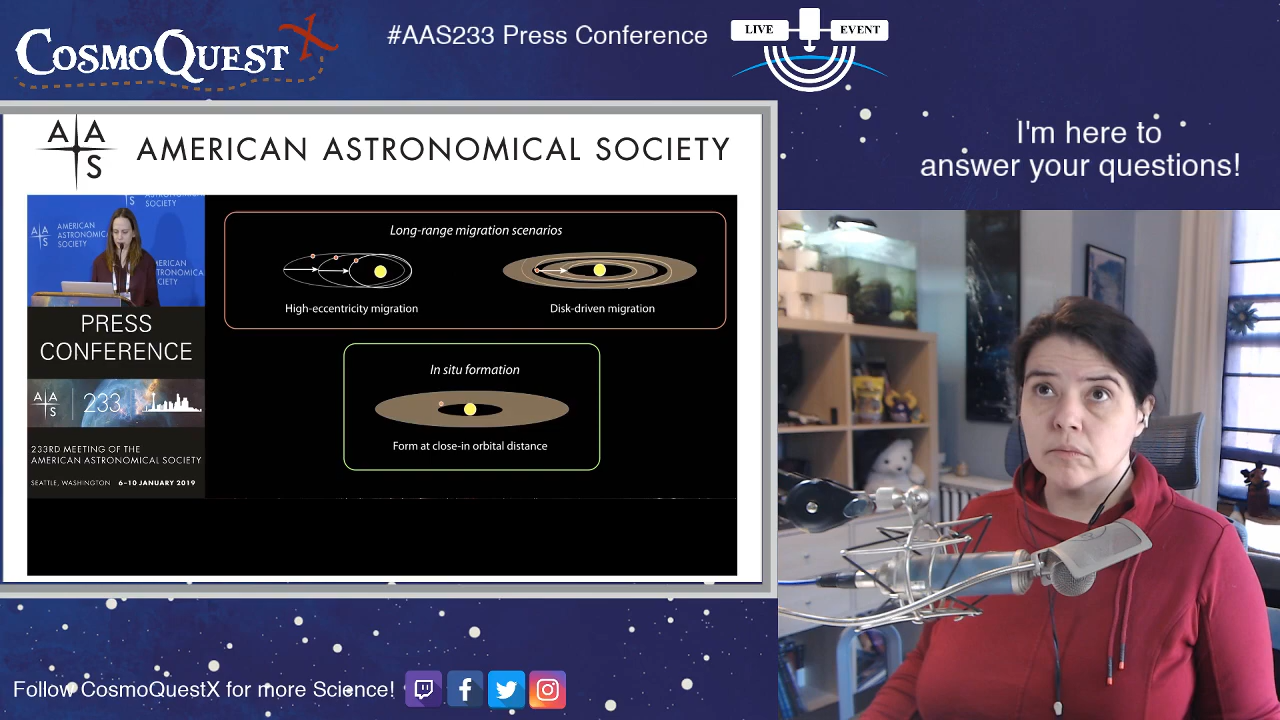 COSMOQUEST X
#AAS233 Press Conference
LIVE EVENT
I'm here to
answer your questions!
A A
S
AMERICAN ASTRONOMICAL SOCIETY
A A
S
AMERICAN
ASTRONOMICAL
SOCIETY
PRESS
CONFERENCE
A A
S
233
233RD MEETING OF THE
AMERICAN ASTRONOMICAL SOCIETY
SEATTLE, WASHINGTON 6–10 JANUARY 2019
Long-range migration scenarios
High-eccentricity migration
Disk-driven migration
In situ formation
Form at close-in orbital distance
Follow CosmoQuestX for more Science!